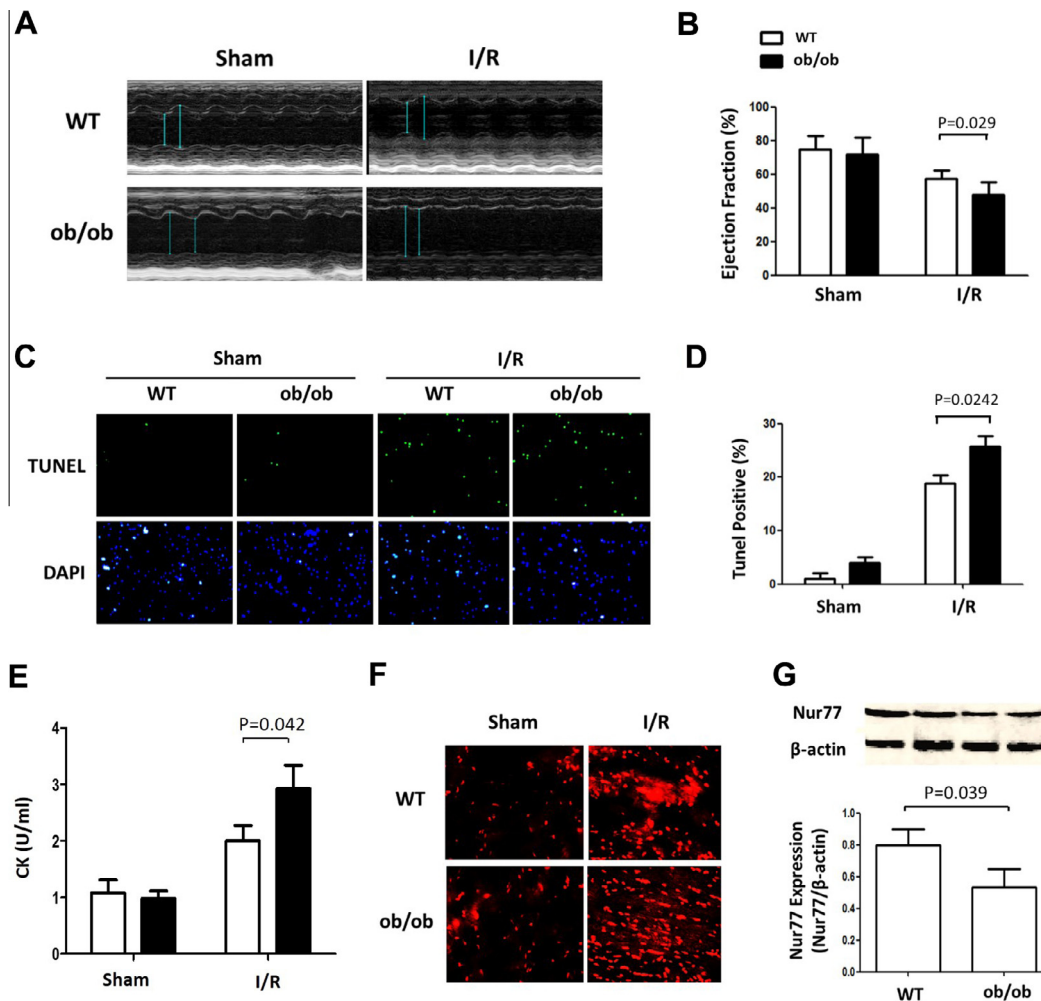 A
Sham I/R
WT
ob/ob
B
WT
ob/ob
Ejection Fraction (%)
100
80
60
40
20
0
P=0.029
Sham I/R
C
Sham I/R
WT ob/ob WT ob/ob
TUNEL
DAPI
D
Tunel Positive (%)
30
20
10
0
P=0.0242
Sham I/R
E
CK (U/ml)
4
3
2
1
0
P=0.042
Sham I/R
F
Sham I/R
WT
ob/ob
G
Nur77
β-actin
Nur77 Expression
(Nur77/β-actin)
1.0
0.8
0.6
0.4
0.2
0.0
P=0.039
WT ob/ob